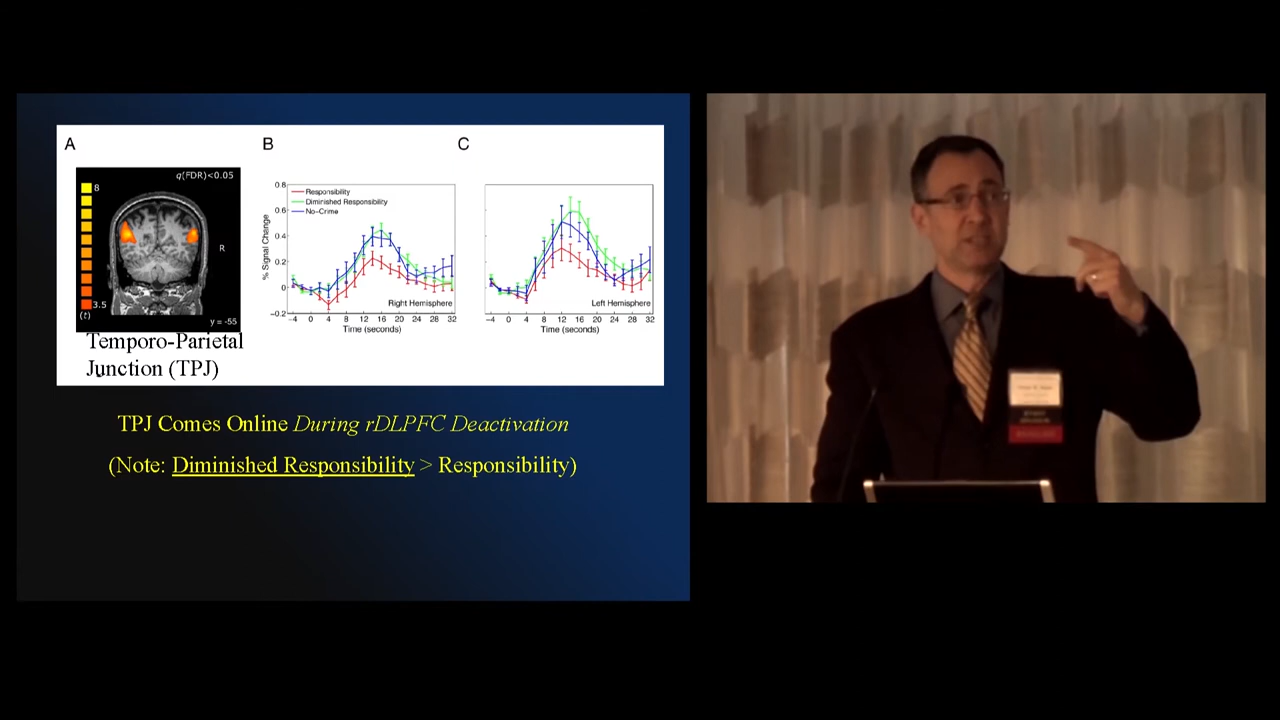 A
B
C
q(FDR)<0.05
8
R
3.5
(t)
y = -55
Temporo-Parietal
Junction (TPJ)
0.8
0.6
0.4
0.2
0
−0.2
% Signal Change
Responsibility
Diminished Responsibility
No-Crime
Right Hemisphere
−4 0 4 8 12 16 20 24 28 32
Time (seconds)
Left Hemisphere
−4 0 4 8 12 16 20 24 28 32
Time (seconds)
TPJ Comes Online During rDLPFC Deactivation
(Note: Diminished Responsibility > Responsibility)